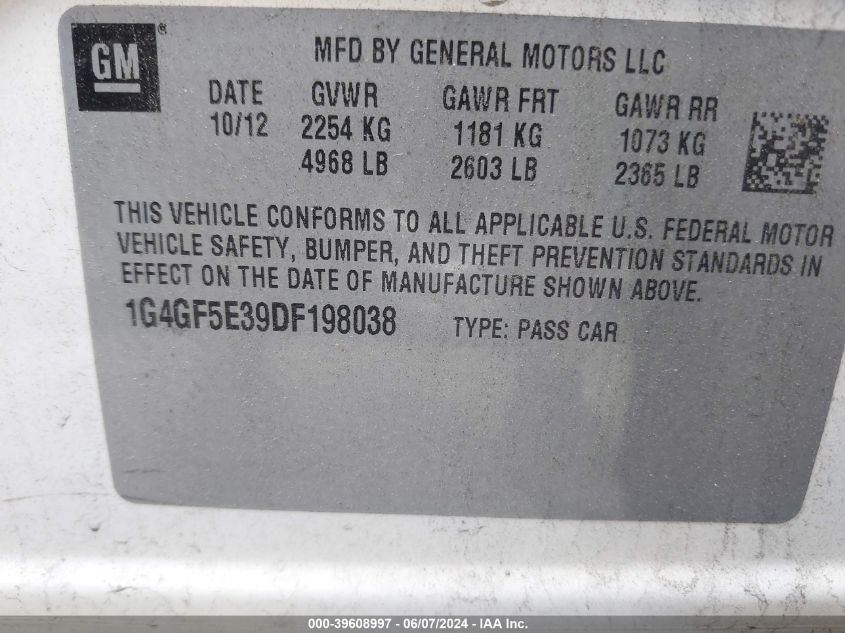 GM®
MFD BY GENERAL MOTORS LLC
DATE GVWR GAWR FRT GAWR RR
10/12 2254 KG 1181 KG 1073 KG
4968 LB 2603 LB 2365 LB
THIS VEHICLE CONFORMS TO ALL APPLICABLE U.S. FEDERAL MOTOR
VEHICLE SAFETY, BUMPER, AND THEFT PREVENTION STANDARDS IN
EFFECT ON THE DATE OF MANUFACTURE SHOWN ABOVE.
1G4GF5E39DF198038 TYPE: PASS CAR
000-39608997 - 06/07/2024 - IAA Inc.